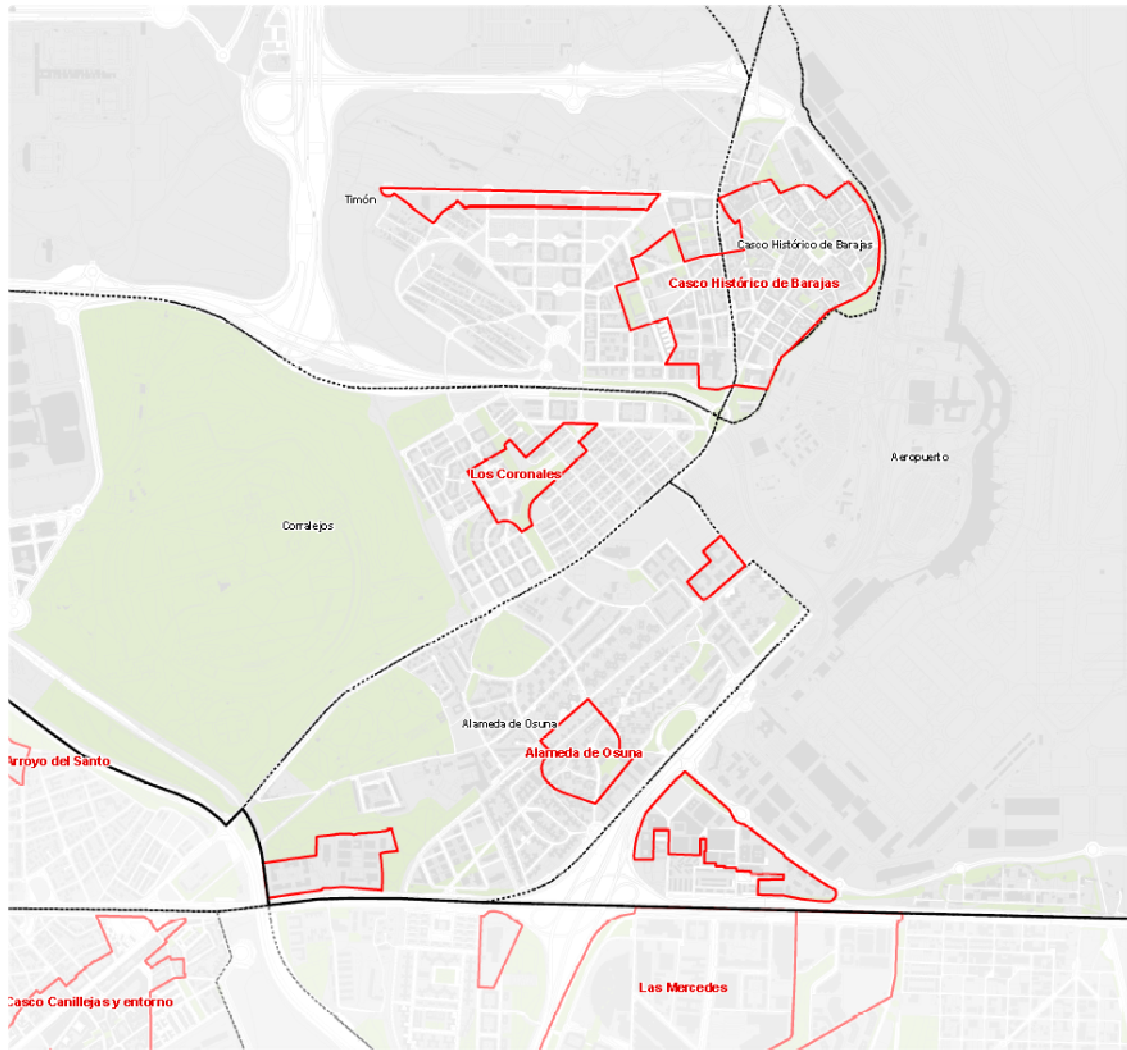 Timón
Casco Histórico de Barajas
Casco Histórico de Barajas
Aeropuerto
Los Coronales
Corralejos
Alameda de Osuna
Alameda de Osuna
Arroyo del Santo
Las Mercedes
Casco Canillejas y entorno